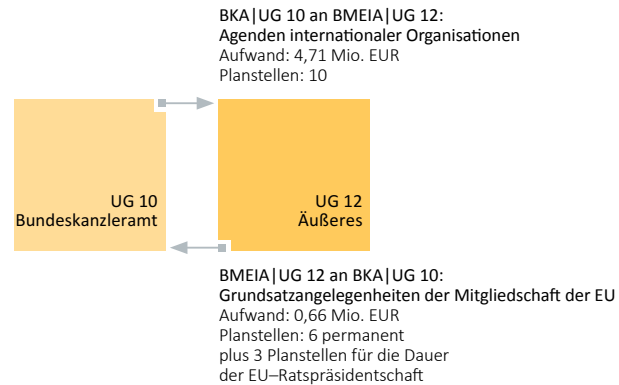 BKA|UG 10 an BMEIA|UG 12:
Agenden internationaler Organisationen
Aufwand: 4,71 Mio. EUR
Planstellen: 10
UG 10
Bundeskanzleramt
UG 12
Äußeres
BMEIA|UG 12 an BKA|UG 10:
Grundsatzangelegenheiten der Mitgliedschaft der EU
Aufwand: 0,66 Mio. EUR
Planstellen: 6 permanent
plus 3 Planstellen für die Dauer
der EU–Ratspräsidentschaft